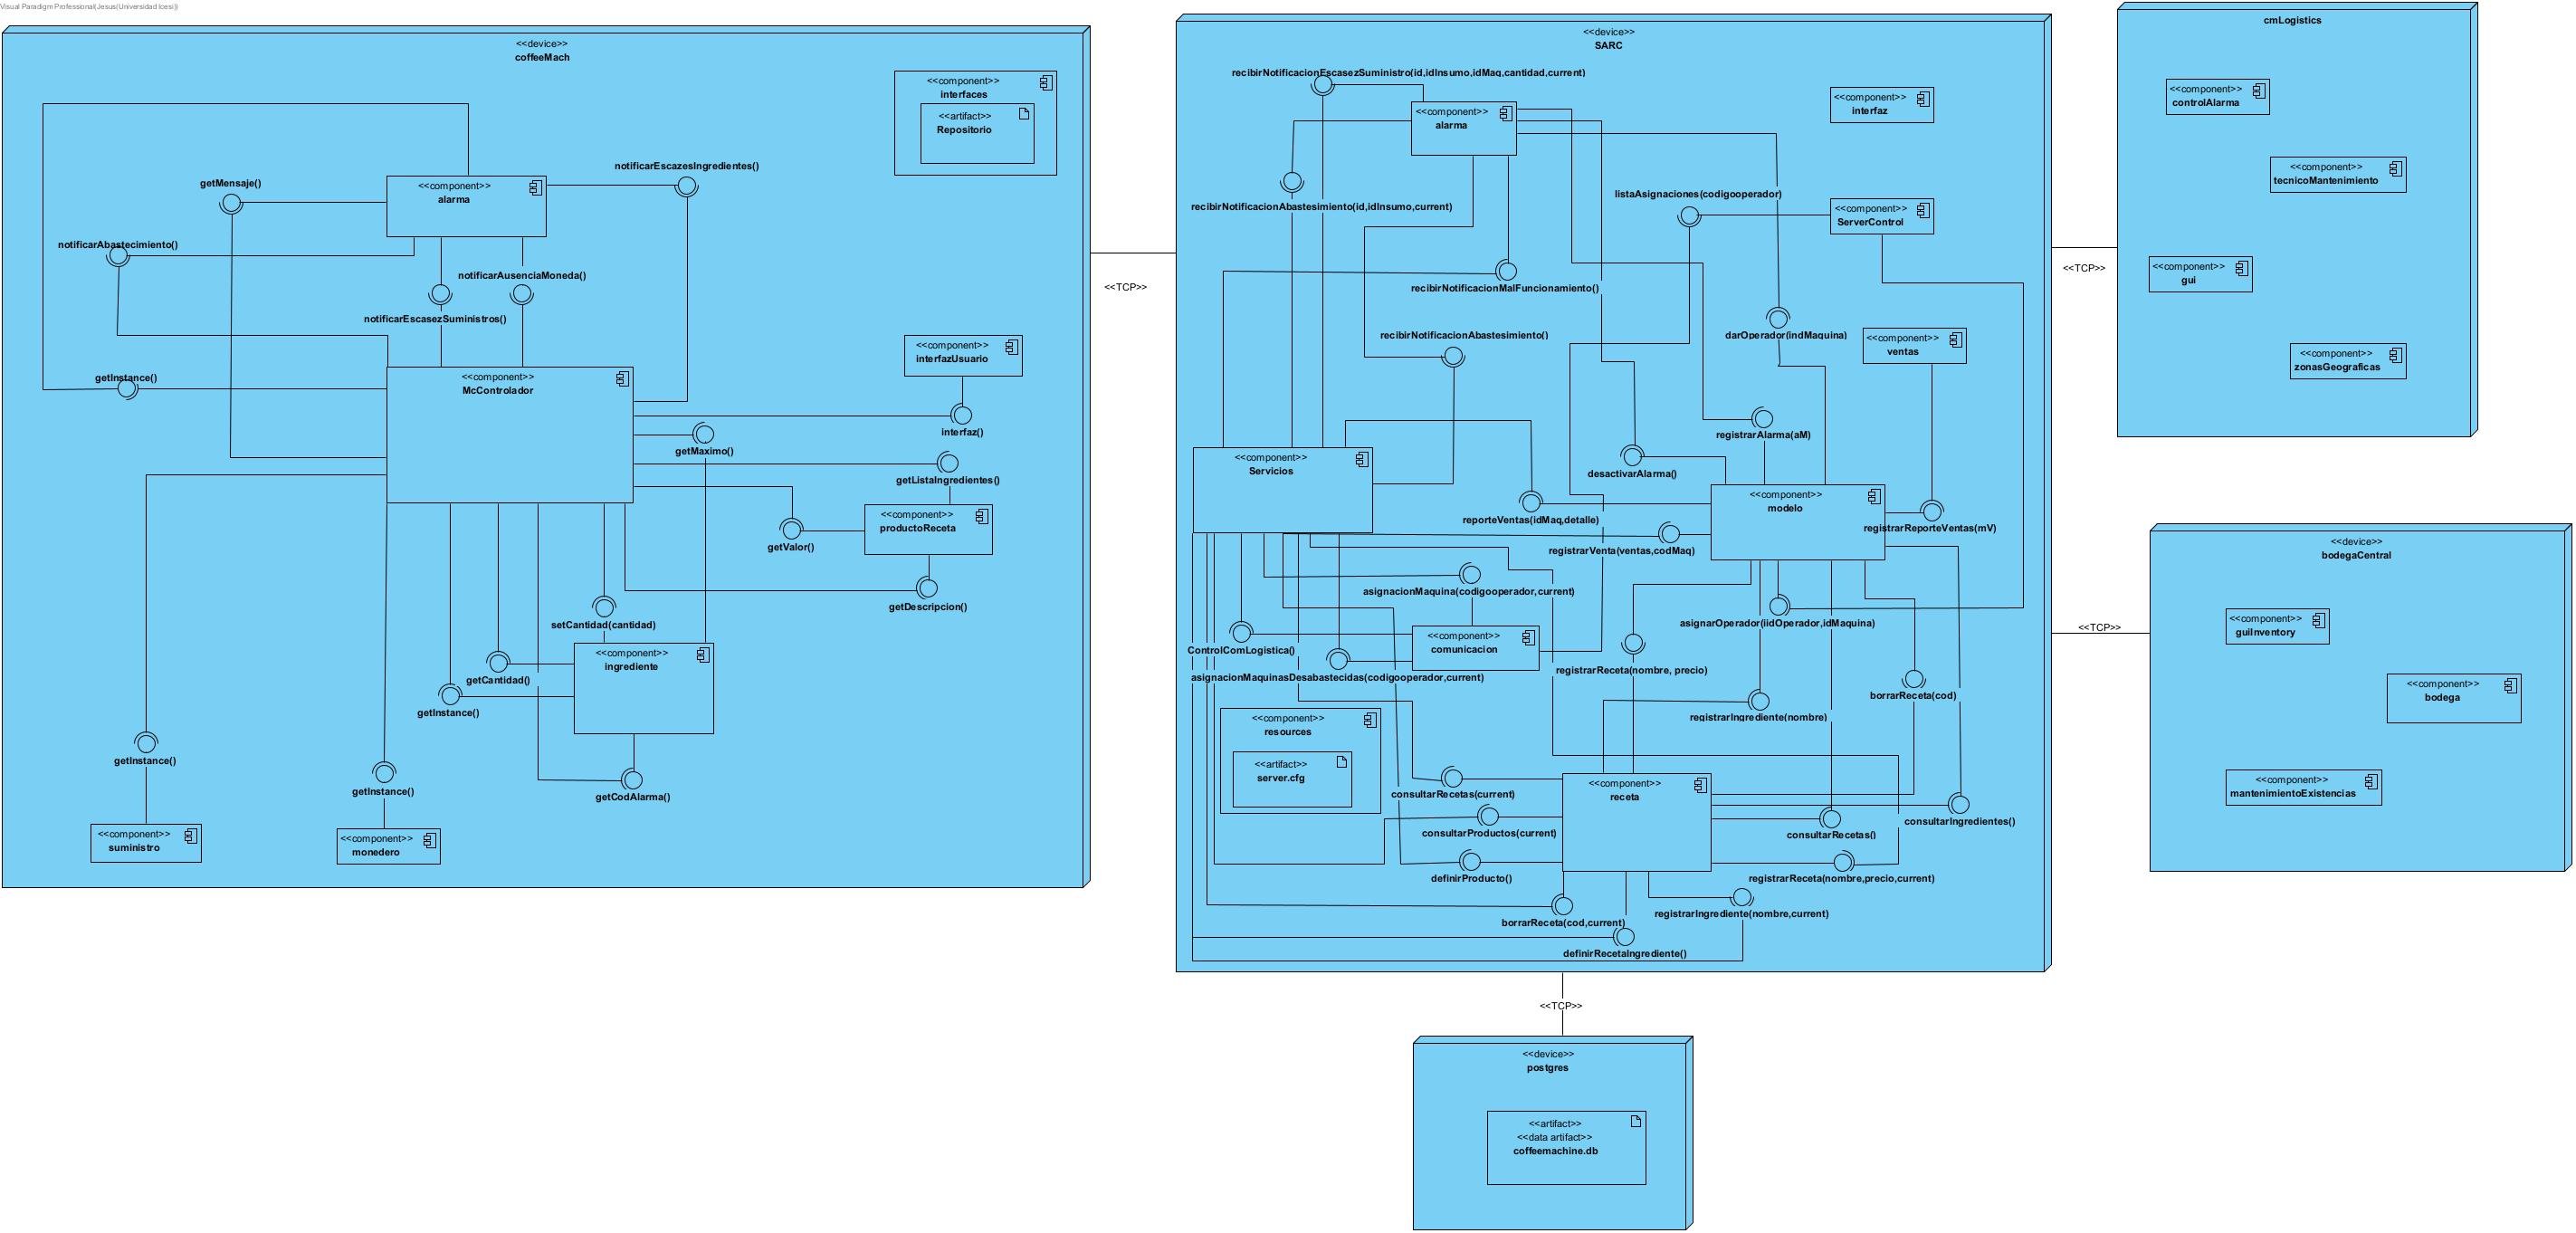 Visual Paradigm Professional(Jesus(Universidad Icesi))
<<device>>
coffeeMach
<<component>>
interfaces
<<artifact>>
Repositorio
notificarEscazesIngredientes()
getMensaje()
<<component>>
alarma
notificarAbastecimiento()
notificarAusenciaMoneda()
notificarEscasezSuministros()
<<component>>
interfazUsuario
getInstance()
<<component>>
McControlador
interfaz()
getMaximo()
getListaIngredientes()
<<component>>
productoReceta
getValor()
getDescripcion()
setCantidad(cantidad)
<<component>>
ingrediente
getCantidad()
getInstance()
getInstance()
getInstance()
getCodAlarma()
<<component>>
suministro
<<component>>
monedero
<<TCP>>
<<device>>
SARC
recibirNotificacionEscasezSuministro(id,idInsumo,idMaq,cantidad,current)
<<component>>
alarma
<<component>>
interfaz
listaAsignaciones(codigooperador)
recibirNotificacionAbastesimiento(id,idInsumo,current)
<<component>>
ServerControl
recibirNotificacionMalFuncionamiento()
recibirNotificacionAbastesimiento()
darOperador(indMaquina)
<<component>>
ventas
registrarAlarma(aM)
<<component>>
Servicios
desactivarAlarma()
<<component>>
modelo
reporteVentas(idMaq,detalle)
registrarReporteVentas(mV)
registrarVenta(ventas,codMaq)
asignacionMaquina(codigooperador,current)
asignarOperador(iidOperador,idMaquina)
<<component>>
comunicacion
ControlComLogistica()
registrarReceta(nombre, precio)
asignacionMaquinasDesabastecidas(codigooperador,current)
borrarReceta(cod)
registrarIngrediente(nombre)
<<component>>
resources
<<artifact>>
server.cfg
<<component>>
receta
consultarRecetas(current)
consultarProductos(current)
consultarRecetas()
consultarIngredientes()
definirProducto()
registrarReceta(nombre,precio,current)
borrarReceta(cod,current)
registrarIngrediente(nombre,current)
definirRecetaIngrediente()
<<TCP>>
cmLogistics
<<component>>
controlAlarma
<<component>>
tecnicoMantenimiento
<<component>>
gui
<<component>>
zonasGeograficas
<<TCP>>
<<device>>
bodegaCentral
<<component>>
guiInventory
<<component>>
bodega
<<component>>
mantenimientoExistencias
<<TCP>>
<<device>>
postgres
<<artifact>>
<<data artifact>>
coffeemachine.db